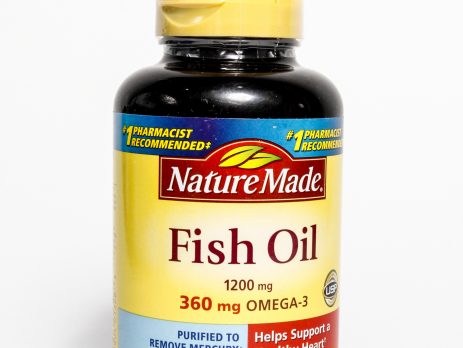 #1 PHARMACIST
RECOMMENDED‡
#1 PHARMACIST
RECOMMENDED
Nature Made®
Fish Oil
1200 mg
360 mg OMEGA-3
USP
PURIFIED TO
REMOVE MERCURY
Helps Support a
Heart